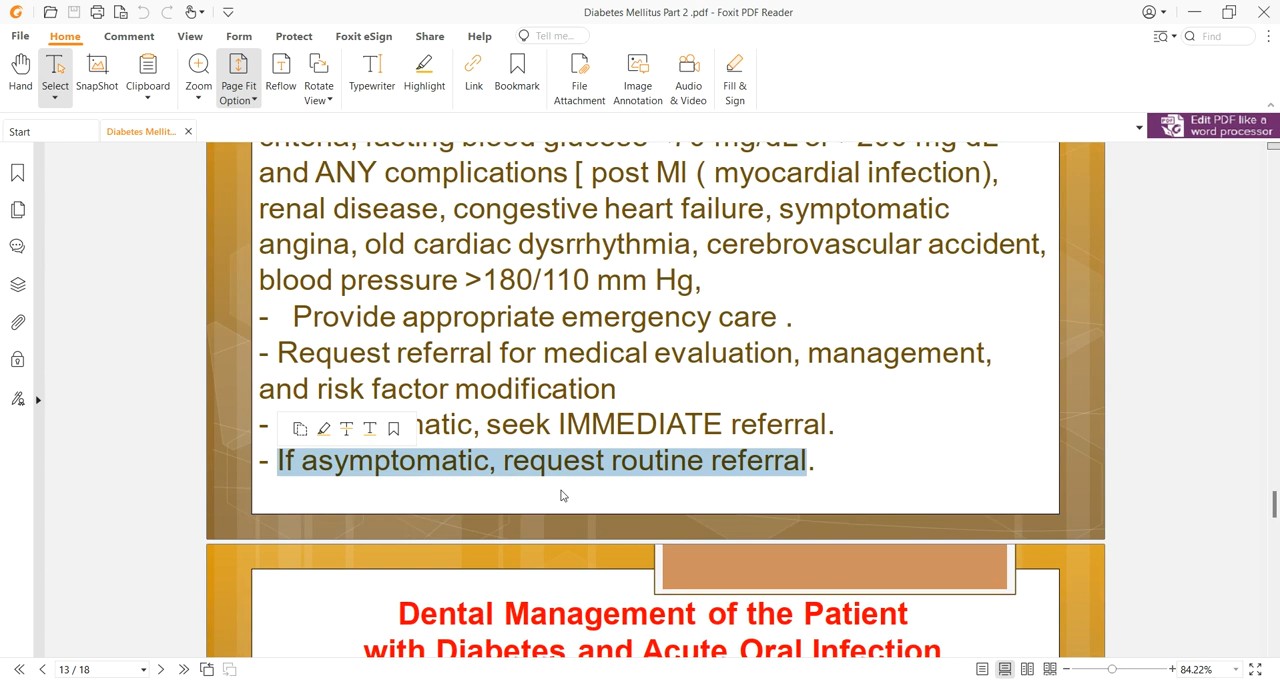 Diabetes Mellitus Part 2 .pdf - Foxit PDF Reader
File Home Comment View Form Protect Foxit eSign Share Help Tell me... Find
Hand Select SnapShot Clipboard Zoom Page Fit Option Reflow Rotate View Typewriter Highlight Link Bookmark File Attachment Image Annotation Audio & Video Fill & Sign
Start Diabetes Mellit... Edit PDF like a word processor
and ANY complications [ post MI ( myocardial infection),
renal disease, congestive heart failure, symptomatic
angina, old cardiac dysrrhythmia, cerebrovascular accident,
blood pressure >180/110 mm Hg,
- Provide appropriate emergency care .
- Request referral for medical evaluation, management,
and risk factor modification
- seek IMMEDIATE referral.
- If asymptomatic, request routine referral.
Dental Management of the Patient
with Diabetes and Acute Oral Infection
13 / 18 84.22%